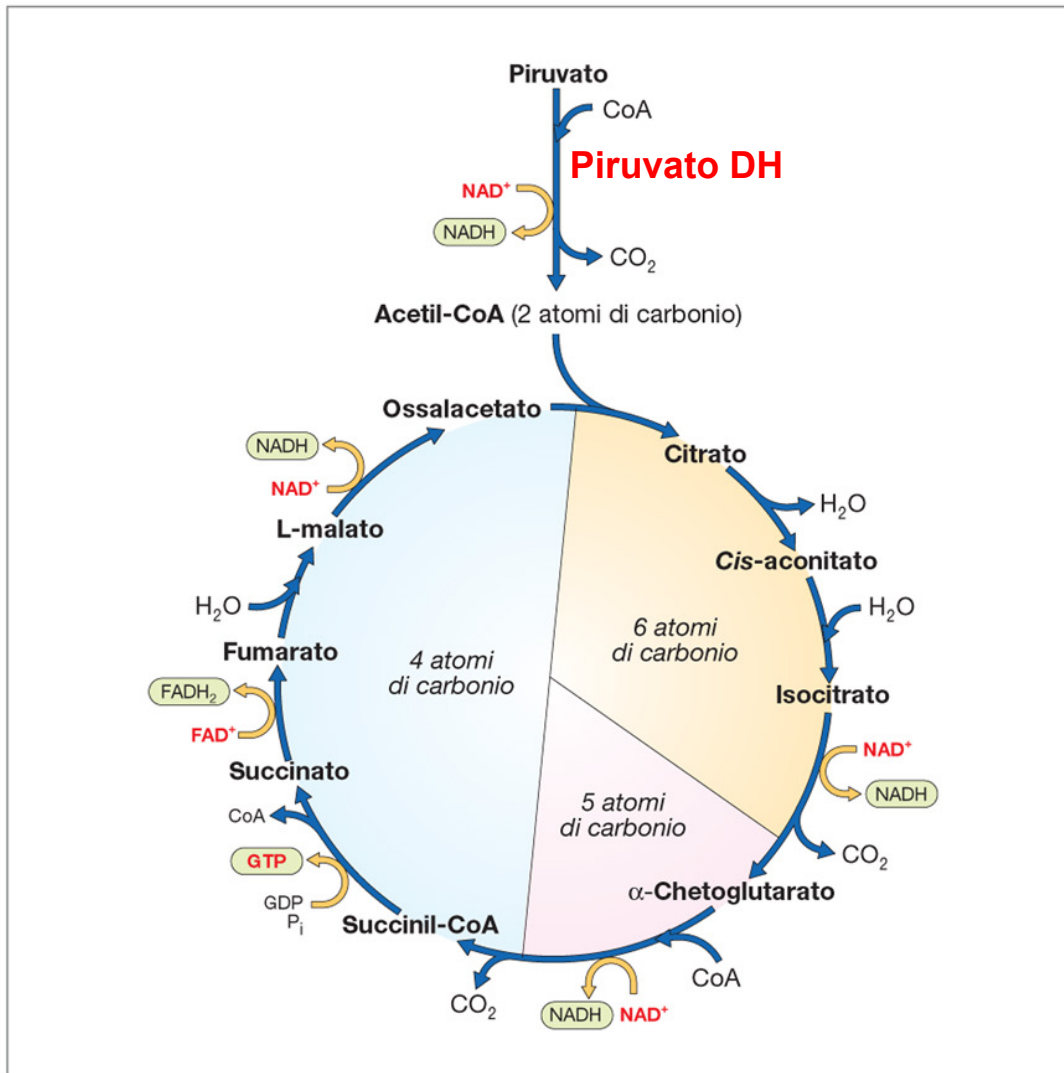 Piruvato
CoA
Piruvato DH
NAD⁺
NADH
CO₂
Acetil-CoA (2 atomi di carbonio)
Ossalacetato
Citrato
H₂O
Cis-aconitato
H₂O
Isocitrato
NAD⁺
NADH
CO₂
α-Chetoglutarato
CoA
NAD⁺
NADH
CO₂
Succinil-CoA
GDP
Pᵢ
GTP
CoA
Succinato
FAD⁺
FADH₂
Fumarato
H₂O
L-malato
NAD⁺
NADH
6 atomi
di carbonio
5 atomi
di carbonio
4 atomi
di carbonio